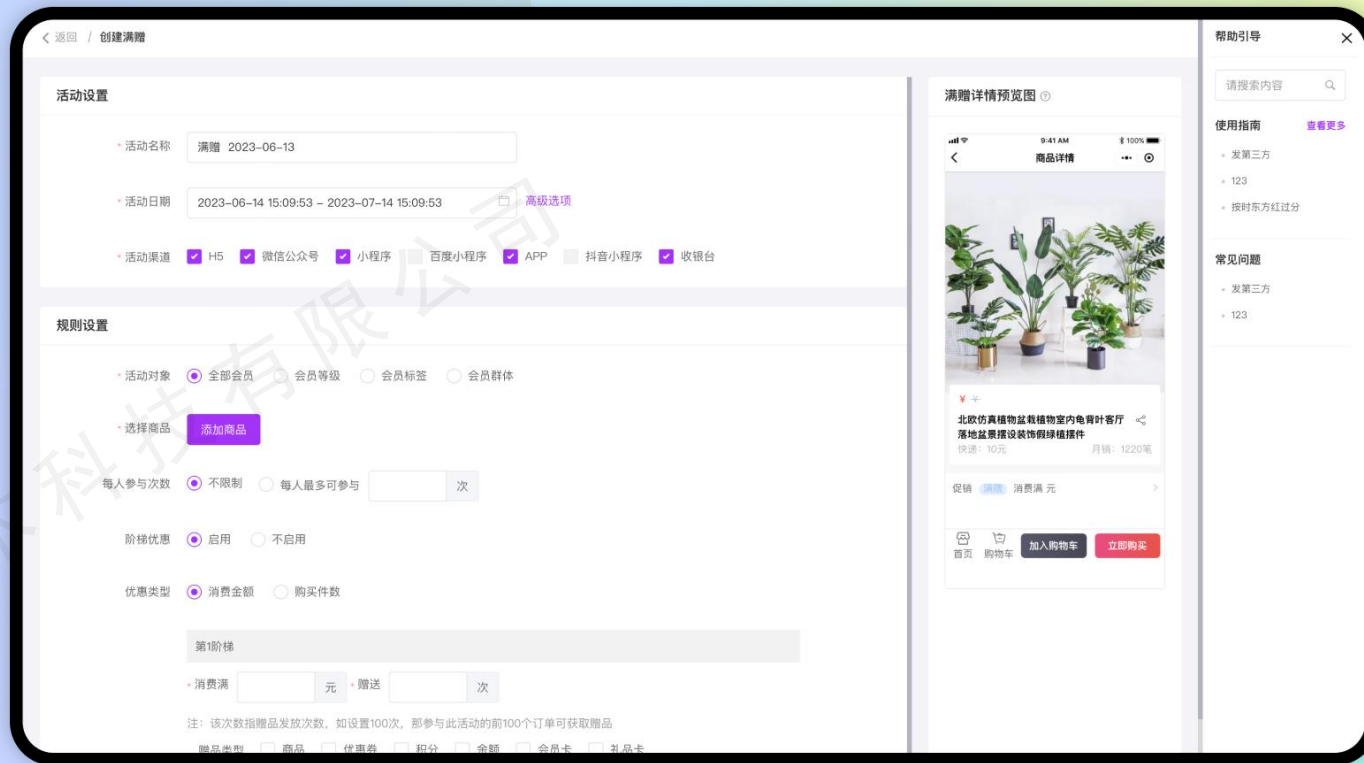 返回 / 创建满赠
活动设置
* 活动名称 满赠 2023-06-13
* 活动日期 2023-06-14 15:09:53 - 2023-07-14 15:09:53 高级选项
* 活动渠道 H5 微信公众号 小程序 百度小程序 APP 抖音小程序 收银台
规则设置
* 活动对象 全部会员 会员等级 会员标签 会员群体
* 选择商品 添加商品
每人参与次数 不限制 每人最多可参与 次
阶梯优惠 启用 不启用
优惠类型 消费金额 购买件数
第1阶梯
* 消费满 元 * 赠送 次
注：该次数指赠品发放次数，如设置100次，那参与此活动的前100个订单可获取赠品
赠品类型 商品 优惠券 积分 金额 会员卡 礼品卡
满赠详情预览图
9:41 AM 100%
商品详情
¥ ¥
北欧仿真植物盆栽植物室内龟背叶客厅
落地盆景摆设装饰假绿植摆件
快递：10元 月销：1220笔
促销 消费满 元
首页 购物车 加入购物车 立即购买
帮助引导
请搜索内容
使用指南 查看更多
发第三方
123
按时东方红过分
常见问题
发第三方
123
科技有限公司